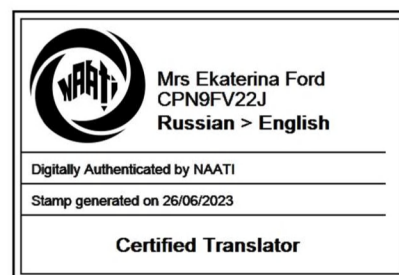 NAATI
Mrs Ekaterina Ford
CPN9FV22J
Russian > English
Digitally Authenticated by NAATI
Stamp generated on 26/06/2023
Certified Translator